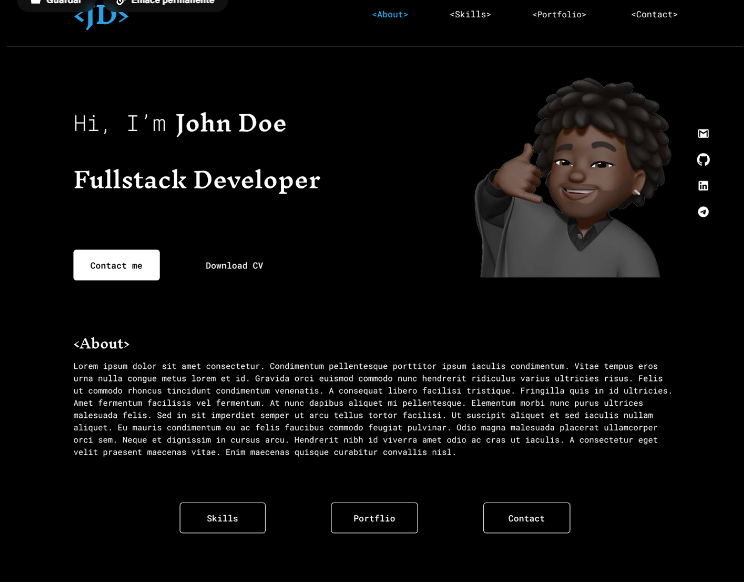 Guardar
Enlace permanente
<JD>
<About>
<Skills>
<Portfolio>
<Contact>
Hi, I'm John Doe
Fullstack Developer
Contact me
Download CV
<About>
Lorem ipsum dolor sit amet consectetur. Condimentum pellentesque porttitor ipsum iaculis condimentum. Vitae tempus eros
urna nulla congue metus lorem et id. Gravida orci euismod commodo nunc hendrerit ridiculus varius ultricies risus. Felis
ut commodo rhoncus tincidunt condimentum venenatis. A consequat libero facilisi tristique. Fringilla quis in id ultricies.
Amet fermentum facilisis vel fermentum. At nunc dapibus aliquet mi pellentesque. Elementum morbi nunc purus ultrices
malesuada felis. Sed in sit imperdiet semper ut arcu tellus tortor facilisi. Ut suscipit aliquet et sed iaculis nullam
aliquet. Eu mauris condimentum eu ac felis faucibus commodo feugiat pulvinar. Odio magna malesuada placerat ullamcorper
orci sem. Neque et dignissim in cursus arcu. Hendrerit nibh id viverra amet odio ac cras ut iaculis. A consectetur eget
velit praesent maecenas vitae. Enim maecenas quisque curabitur convallis nisl.
Skills
Portflio
Contact